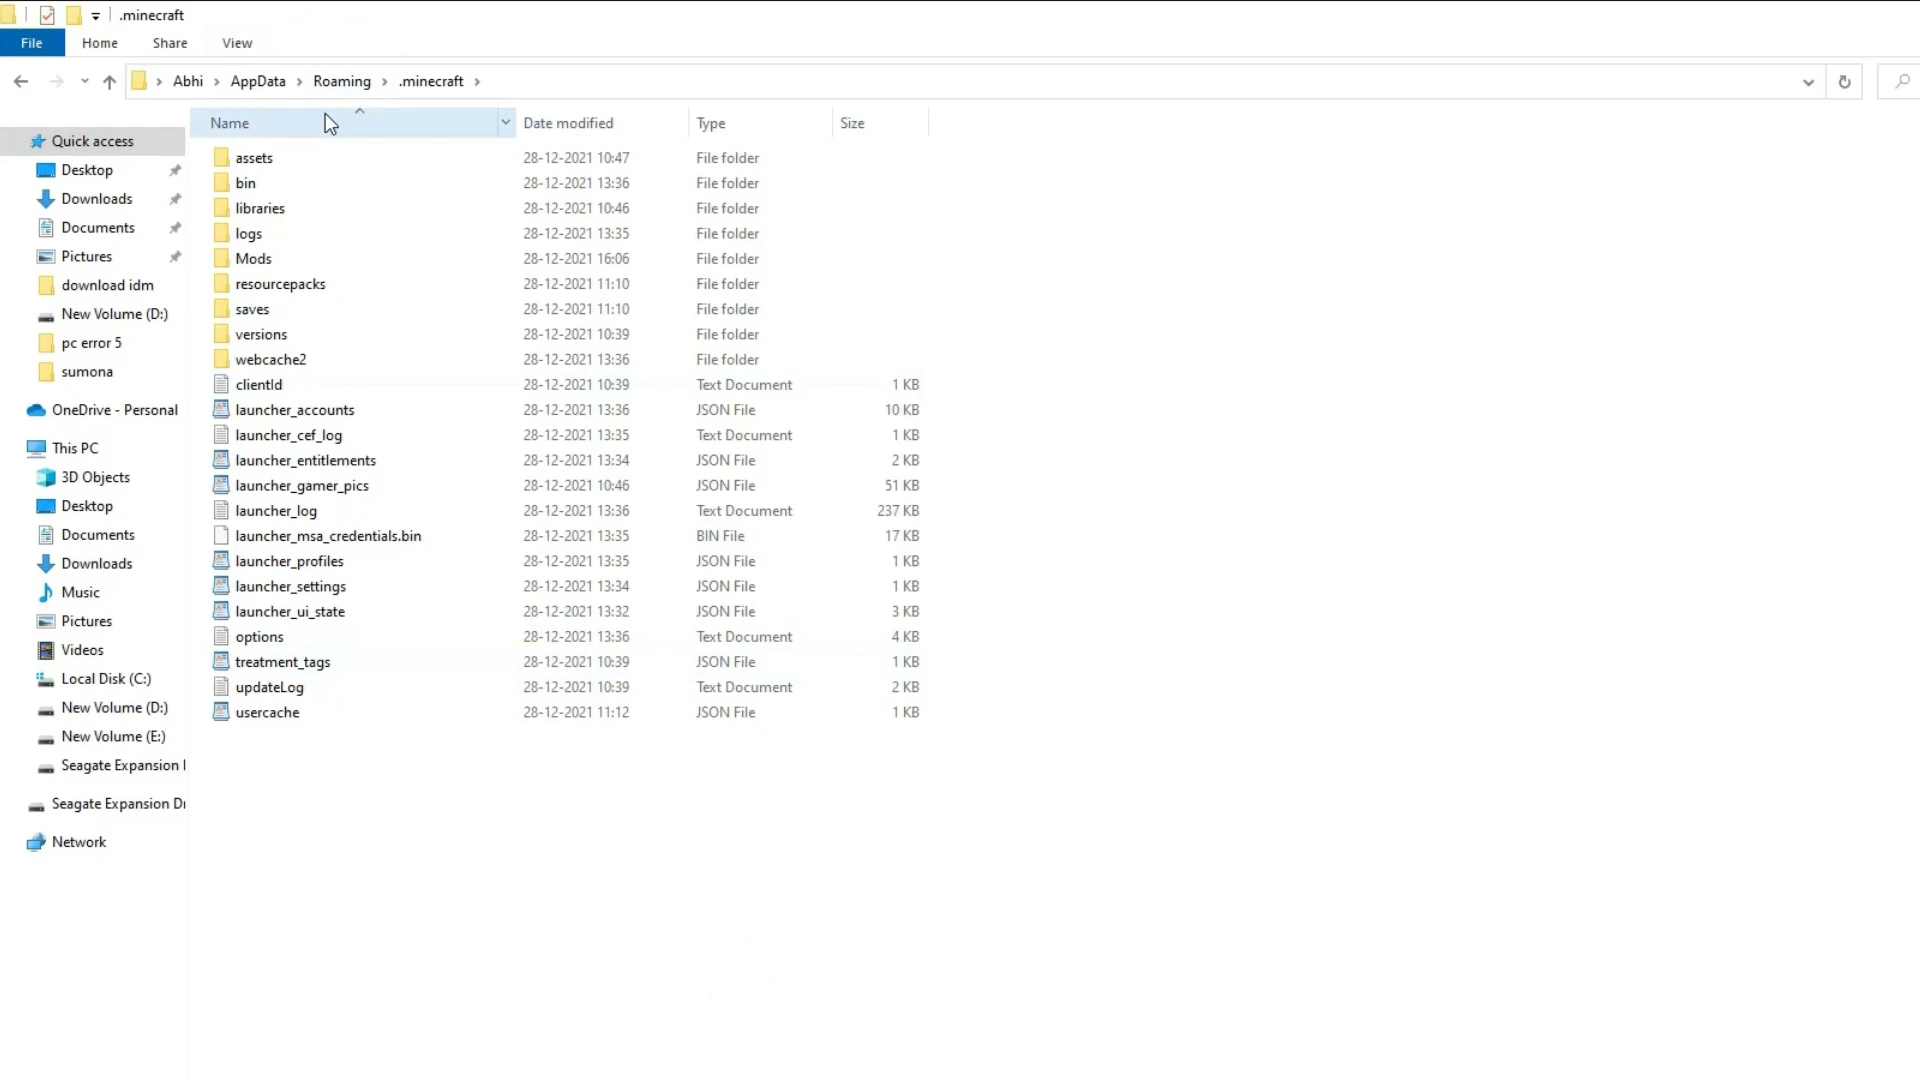 .minecraft
File Home Share View
Abhi AppData Roaming .minecraft
Name Date modified Type Size
Quick access
Desktop
Downloads
Documents
Pictures
download idm
New Volume (D:)
pc error 5
sumona
OneDrive - Personal
This PC
3D Objects
Desktop
Documents
Downloads
Music
Pictures
Videos
Local Disk (C:)
New Volume (D:)
New Volume (E:)
Seagate Expansion
Seagate Expansion
Network
assets 28-12-2021 10:47 File folder
bin 28-12-2021 13:36 File folder
libraries 28-12-2021 10:46 File folder
logs 28-12-2021 13:35 File folder
Mods 28-12-2021 16:06 File folder
resourcepacks 28-12-2021 11:10 File folder
saves 28-12-2021 11:10 File folder
versions 28-12-2021 10:39 File folder
webcache2 28-12-2021 13:36 File folder
clientId 28-12-2021 10:39 Text Document 1 KB
launcher_accounts 28-12-2021 13:36 JSON File 10 KB
launcher_cef_log 28-12-2021 13:35 Text Document 1 KB
launcher_entitlements 28-12-2021 13:34 JSON File 2 KB
launcher_gamer_pics 28-12-2021 10:46 JSON File 51 KB
launcher_log 28-12-2021 13:36 Text Document 237 KB
launcher_msa_credentials.bin 28-12-2021 13:35 BIN File 17 KB
launcher_profiles 28-12-2021 13:35 JSON File 1 KB
launcher_settings 28-12-2021 13:34 JSON File 1 KB
launcher_ui_state 28-12-2021 13:32 JSON File 3 KB
options 28-12-2021 13:36 Text Document 4 KB
treatment_tags 28-12-2021 10:39 JSON File 1 KB
updateLog 28-12-2021 10:39 Text Document 2 KB
usercache 28-12-2021 11:12 JSON File 1 KB